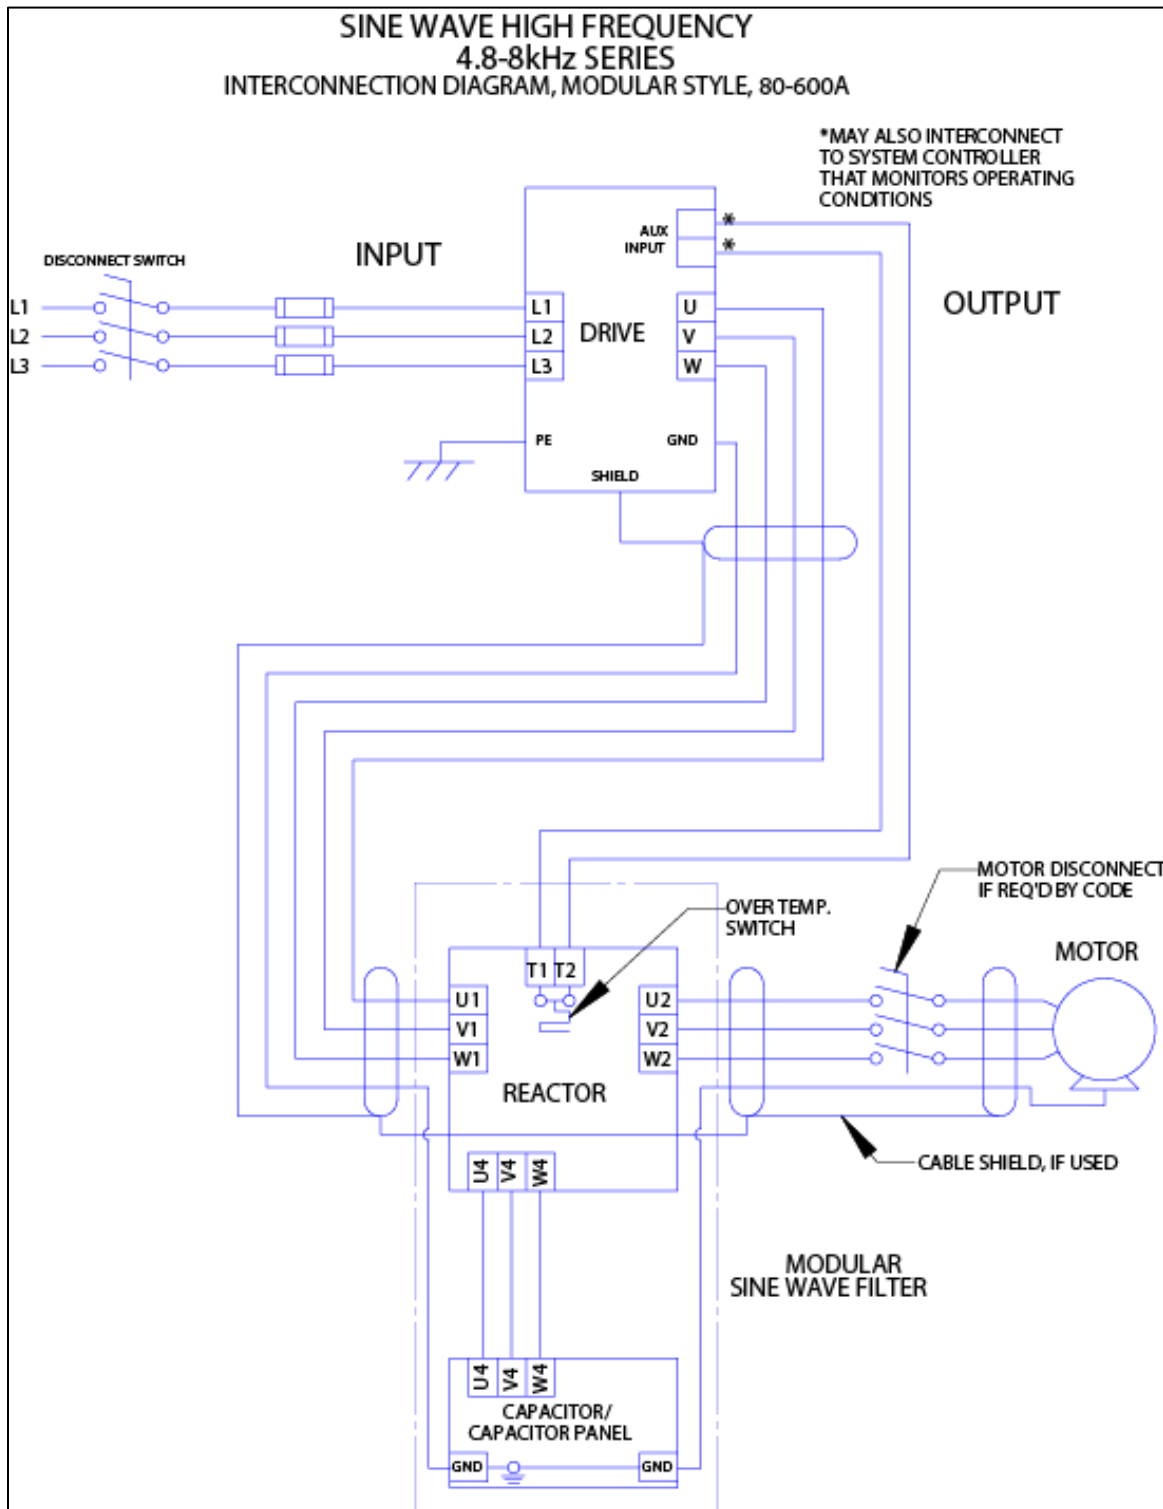 SINE WAVE HIGH FREQUENCY
4.8-8kHz SERIES
INTERCONNECTION DIAGRAM, MODULAR STYLE, 80-600A
*MAY ALSO INTERCONNECT
TO SYSTEM CONTROLLER
THAT MONITORS OPERATING
CONDITIONS
AUX *
INPUT *
INPUT
DISCONNECT SWITCH
OUTPUT
L1 L1 U
L2 L2 DRIVE V
L3 L3 W
PE GND
SHIELD
MOTOR DISCONNECT
IF REQ'D BY CODE
OVER TEMP.
SWITCH
MOTOR
T1 T2
U1 U2
V1 V2
W1 W2
REACTOR
CABLE SHIELD, IF USED
U4 V4 W4
MODULAR
SINE WAVE FILTER
U4 V4 W4
CAPACITOR/
CAPACITOR PANEL
GND GND